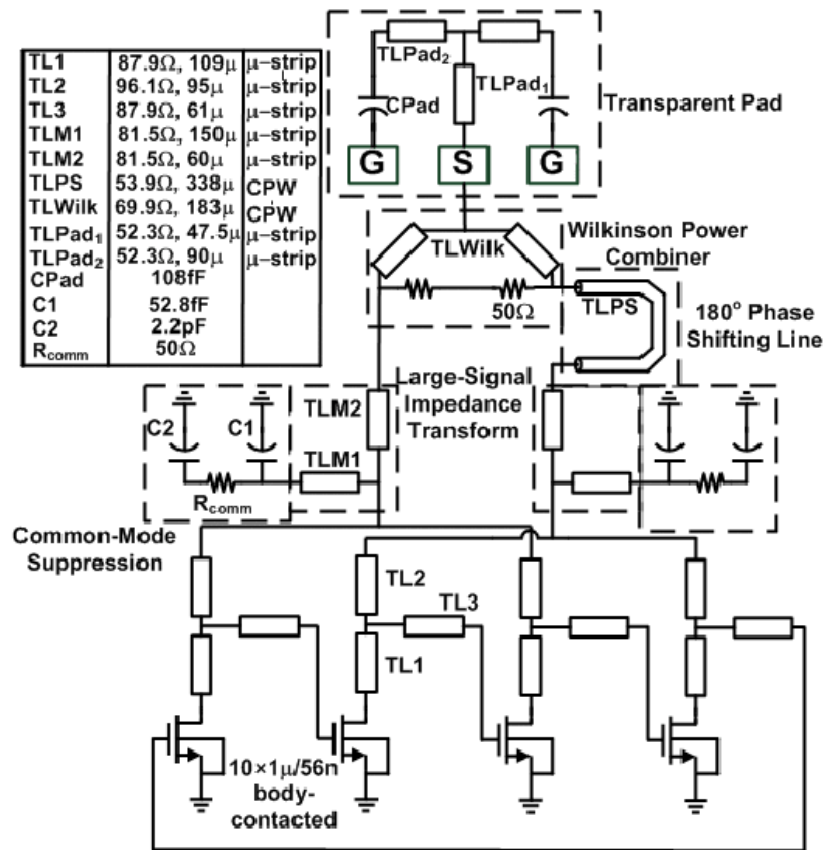 TL1 87.9Ω, 109μ μ-strip
TL2 96.1Ω, 95μ μ-strip
TL3 87.9Ω, 61μ μ-strip
TLM1 81.5Ω, 150μ μ-strip
TLM2 81.5Ω, 60μ μ-strip
TLPS 53.9Ω, 338μ CPW
TLWilk 69.9Ω, 183μ CPW
TLPad₁ 52.3Ω, 47.5μ μ-strip
TLPad₂ 52.3Ω, 90μ μ-strip
CPad 108fF
C1 52.8fF
C2 2.2pF
Rcomm 50Ω
TLPad₂
TLPad₁
CPad
Transparent Pad
G
S
G
TLWilk
Wilkinson Power
Combiner
50Ω
TLPS
180° Phase
Shifting Line
Large-Signal
Impedance
Transform
TLM2
TLM1
C2
C1
Rcomm
Common-Mode
Suppression
TL2
TL3
TL1
10×1μ/56n
body-
contacted